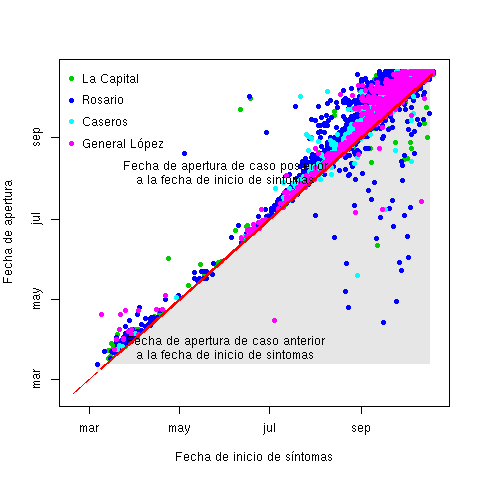 La Capital
Rosario
Caseros
General López
Fecha de apertura de caso posterior
a la fecha de inicio de sintomas
Fecha de apertura de caso anterior
a la fecha de inicio de sintomas
Fecha de apertura
mar
may
jul
sep
mar
may
jul
sep
Fecha de inicio de síntomas